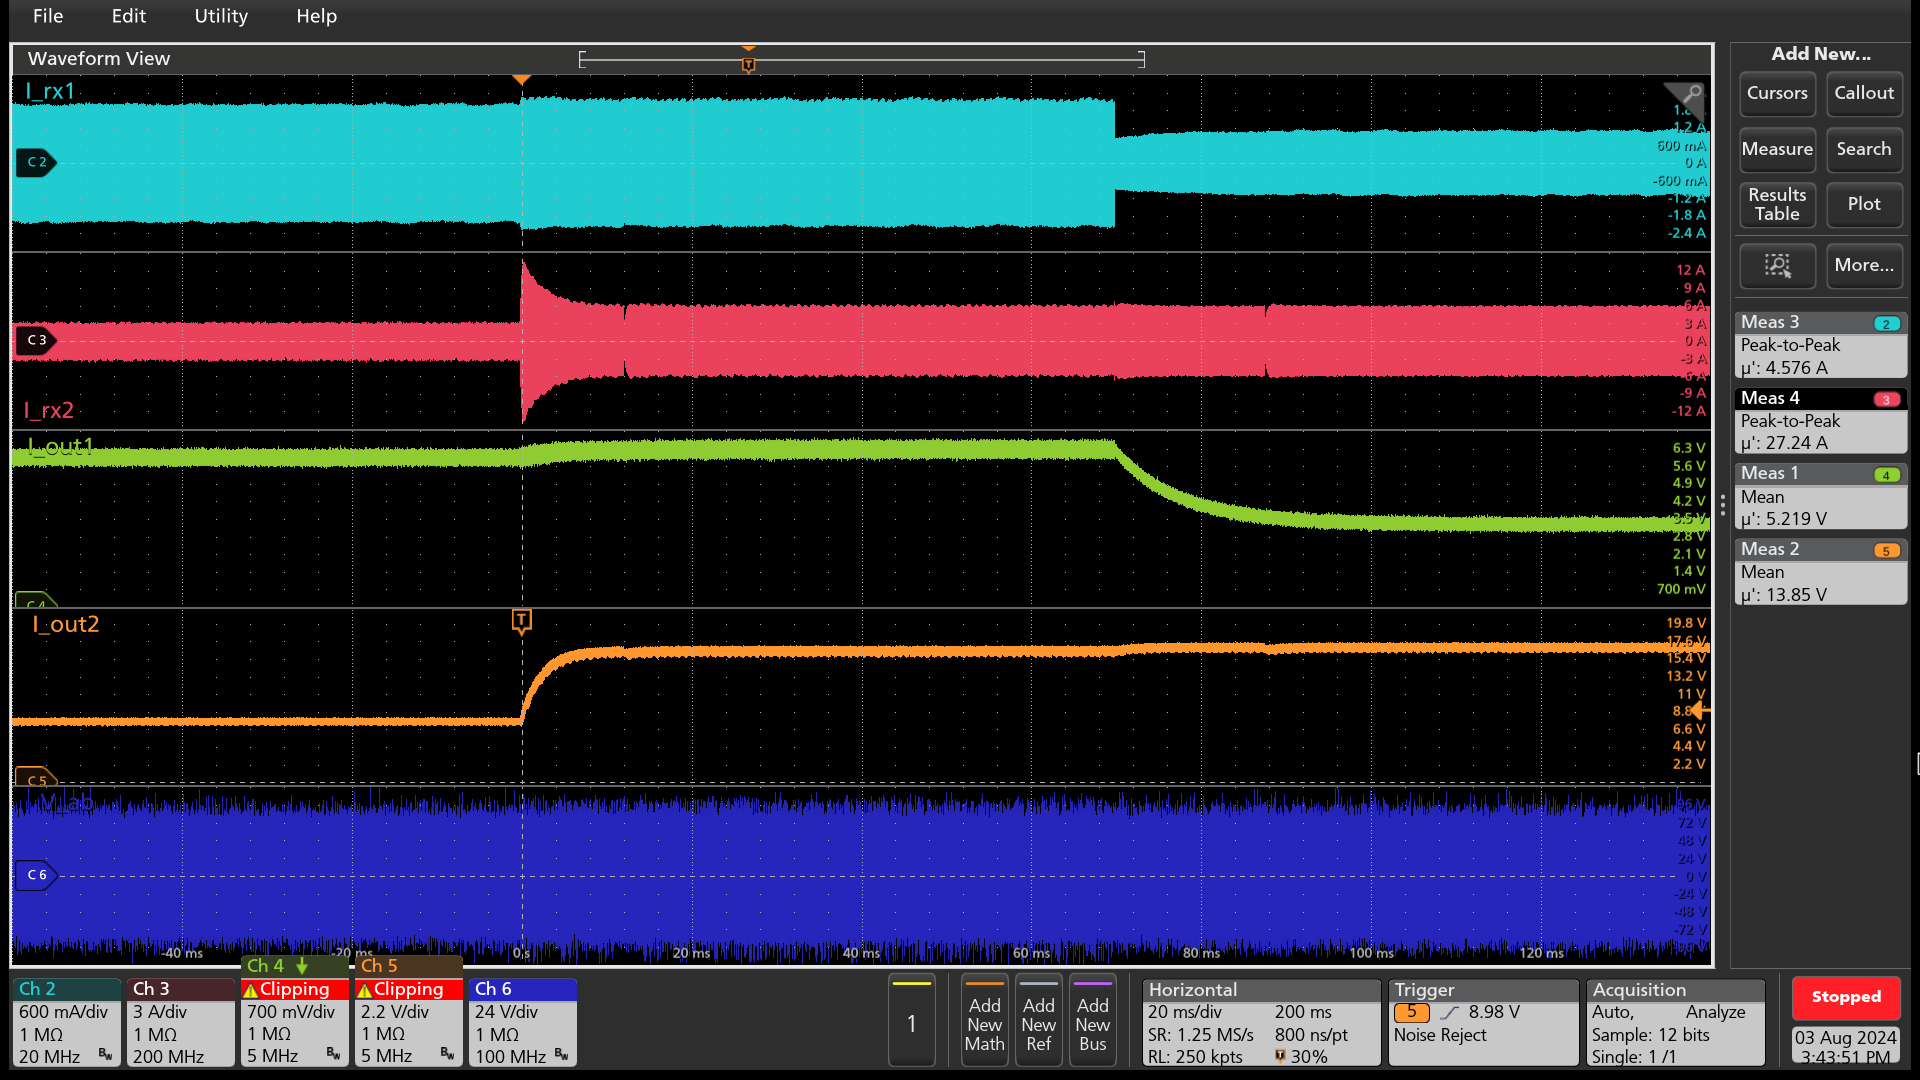 File Edit Utility Help
Waveform View
T
I_rx1
C 2
1.2 A
600 mA
0 A
-600 mA
-1.2 A
-1.8 A
-2.4 A
12 A
9 A
6 A
3 A
0 A
-3 A
-6 A
-9 A
-12 A
C 3
I_rx2
I_out1
6.3 V
5.6 V
4.9 V
4.2 V
3.5 V
2.8 V
2.1 V
1.4 V
700 mV
C 4
I_out2
T
19.8 V
17.6 V
15.4 V
13.2 V
11 V
8.8
6.6 V
4.4 V
2.2 V
C 5
V_ab
96 V
72 V
48 V
24 V
0 V
-24 V
-48 V
-72 V
C 6
-40 ms -20 ms 0 s 20 ms 40 ms 60 ms 80 ms 100 ms 120 ms
Add New...
Cursors Callout
Measure Search
Results Table Plot
More...
Meas 3 2
Peak-to-Peak
µ': 4.576 A
Meas 4 3
Peak-to-Peak
µ': 27.24 A
Meas 1 4
Mean
µ': 5.219 V
Meas 2 5
Mean
µ': 13.85 V
Ch 2
600 mA/div
1 MΩ
20 MHz Bw
Ch 3
3 A/div
1 MΩ
200 MHz
Ch 4
Clipping
700 mV/div
1 MΩ
5 MHz Bw
Ch 5
Clipping
2.2 V/div
1 MΩ
5 MHz Bw
Ch 6
24 V/div
1 MΩ
100 MHz Bw
1
Add New Math
Add New Ref
Add New Bus
Horizontal
20 ms/div 200 ms
SR: 1.25 MS/s 800 ns/pt
RL: 250 kpts 30%
Trigger
5 8.98 V
Noise Reject
Acquisition
Auto, Analyze
Sample: 12 bits
Single: 1 /1
Stopped
03 Aug 2024
3:43:51 PM